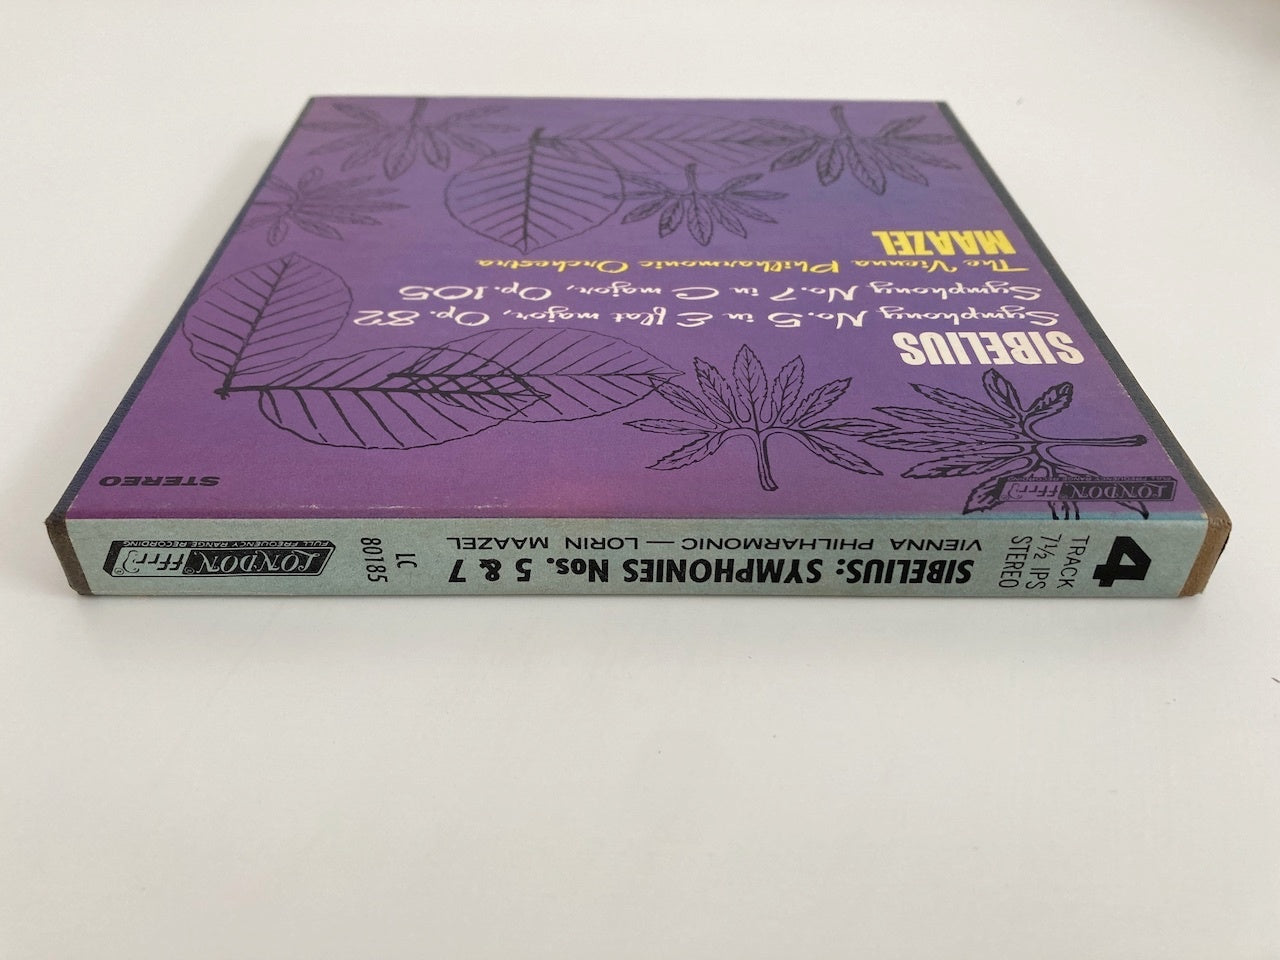 LONDON ffrr
FULL FREQUENCY RANGE RECORDING
STEREO
SIBELIUS
Symphony No. 5 in E flat major, Op. 82
Symphony No. 7 in C major, Op. 105
The Vienna Philharmonic Orchestra
MAAZEL
4
TRACK
7½ IPS
STEREO
SIBELIUS: SYMPHONIES Nos. 5 & 7
VIENNA PHILHARMONIC — LORIN MAAZEL
LC
80185
LONDON ffrr
FULL FREQUENCY RANGE RECORDING